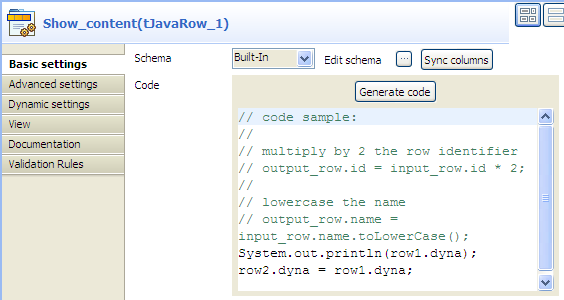 Show_content(tJavaRow_1)
Basic settings
Advanced settings
Dynamic settings
View
Documentation
Validation Rules
Schema
Built-In
Edit schema
...
Sync columns
Code
Generate code
// code sample:
//
// multiply by 2 the row identifier
// output_row.id = input_row.id * 2;
//
// lowercase the name
// output_row.name =
input_row.name.toLowerCase();
System.out.println(row1.dyna);
row2.dyna = row1.dyna;